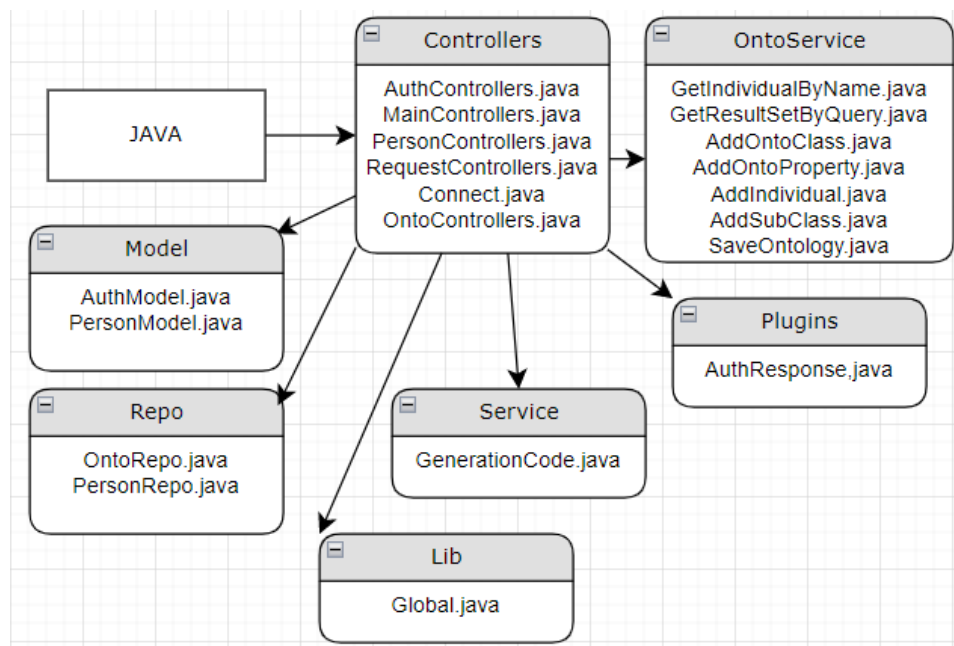 JAVA
Controllers
AuthControllers.java
MainControllers.java
PersonControllers.java
RequestControllers.java
Connect.java
OntoControllers.java
OntoService
GetIndividualByName.java
GetResultSetByQuery.java
AddOntoClass.java
AddOntoProperty.java
AddIndividual.java
AddSubClass.java
SaveOntology.java
Model
AuthModel.java
PersonModel.java
Plugins
AuthResponse,java
Repo
OntoRepo.java
PersonRepo.java
Service
GenerationCode.java
Lib
Global.java